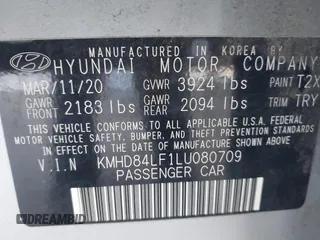 MANUFACTURED IN KOREA BY
HYUNDAI MOTOR COMPANY
MAR/11/20 GVWR 3924 lbs PAINT T2X
GAWR FRONT 2183 lbs GAWR REAR 2094 lbs TRIM TRY
THIS VEHICLE CONFORMS TO ALL APPLICABLE U.S. FEDERAL
MOTOR VEHICLE SAFETY, BUMPER, AND THEFT PREVENTION
STANDARDS IN EFFECT ON THE DATE OF MANUFACTURE SHOWN ABOVE.
V.I.N KMHD84LF1LU080709
PASSENGER CAR
© DREAMBID